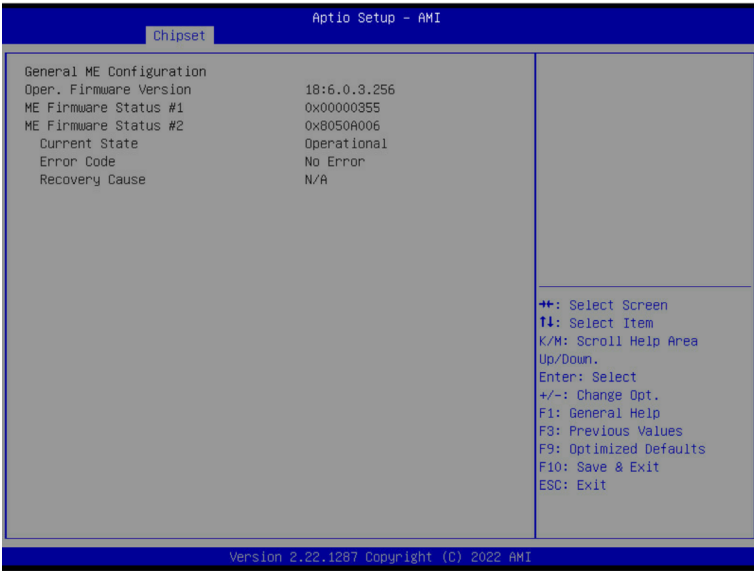 Aptio Setup – AMI
Chipset
General ME Configuration
Oper. Firmware Version 18:6.0.3.256
ME Firmware Status #1 0x00000355
ME Firmware Status #2 0x8050A006
Current State Operational
Error Code No Error
Recovery Cause N/A
→←: Select Screen
↑↓: Select Item
K/M: Scroll Help Area
Up/Down.
Enter: Select
+/-: Change Opt.
F1: General Help
F3: Previous Values
F9: Optimized Defaults
F10: Save & Exit
ESC: Exit
Version 2.22.1287 Copyright (C) 2022 AMI